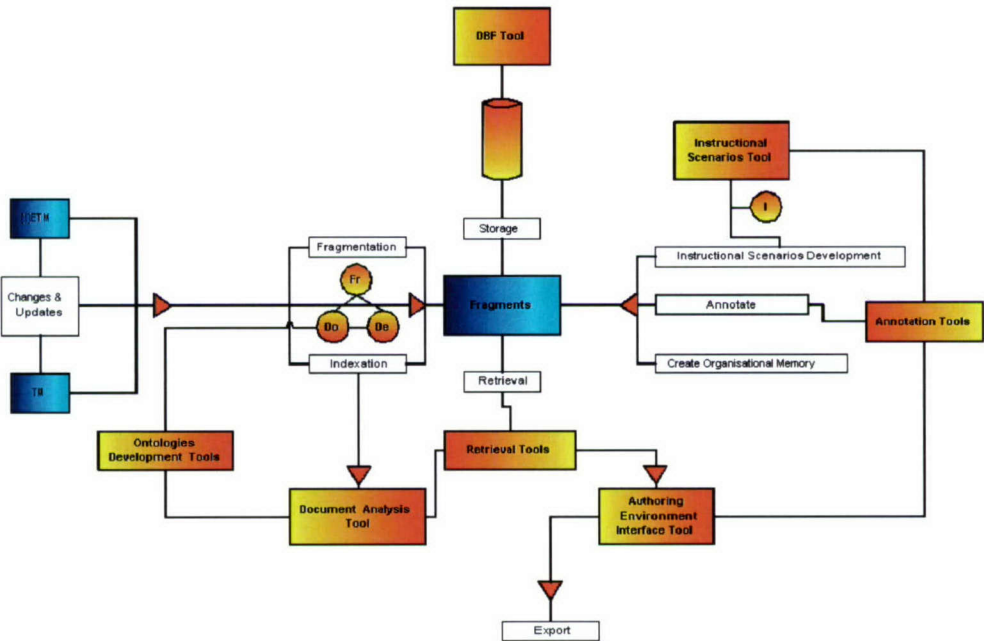 DBF Tool
Instructional
Scenarios Tool
I
Storage
Fragmentation
Instructional Scenarios Development
Fr
Changes &
Updates
Fragments
Annotate
Annotation Tools
Do
De
Indexation
Create Organisational Memory
Retrieval
Ontologies
Development Tools
Retrieval Tools
Document Analysis
Tool
Authoring
Environment
Interface Tool
Export